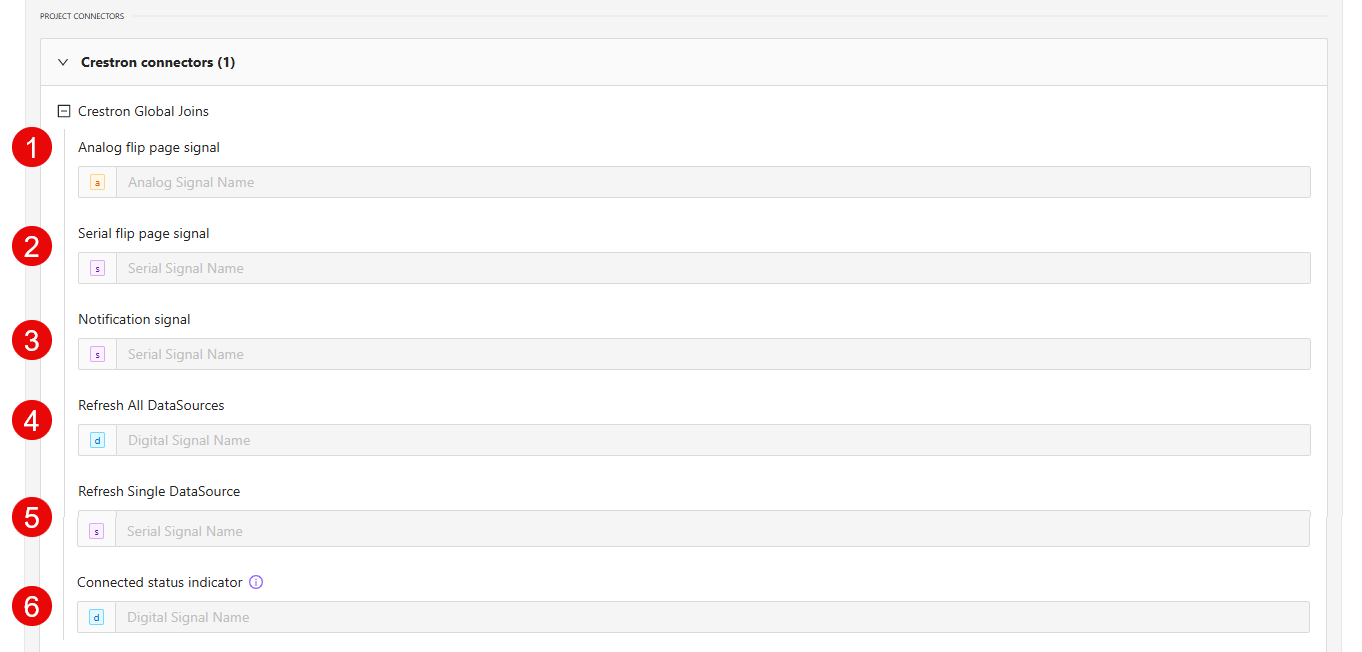 PROJECT CONNECTORS
Crestron connectors (1)
Crestron Global Joins
1
Analog flip page signal
a Analog Signal Name
2
Serial flip page signal
s Serial Signal Name
3
Notification signal
s Serial Signal Name
4
Refresh All DataSources
d Digital Signal Name
5
Refresh Single DataSource
s Serial Signal Name
6
Connected status indicator i
d Digital Signal Name